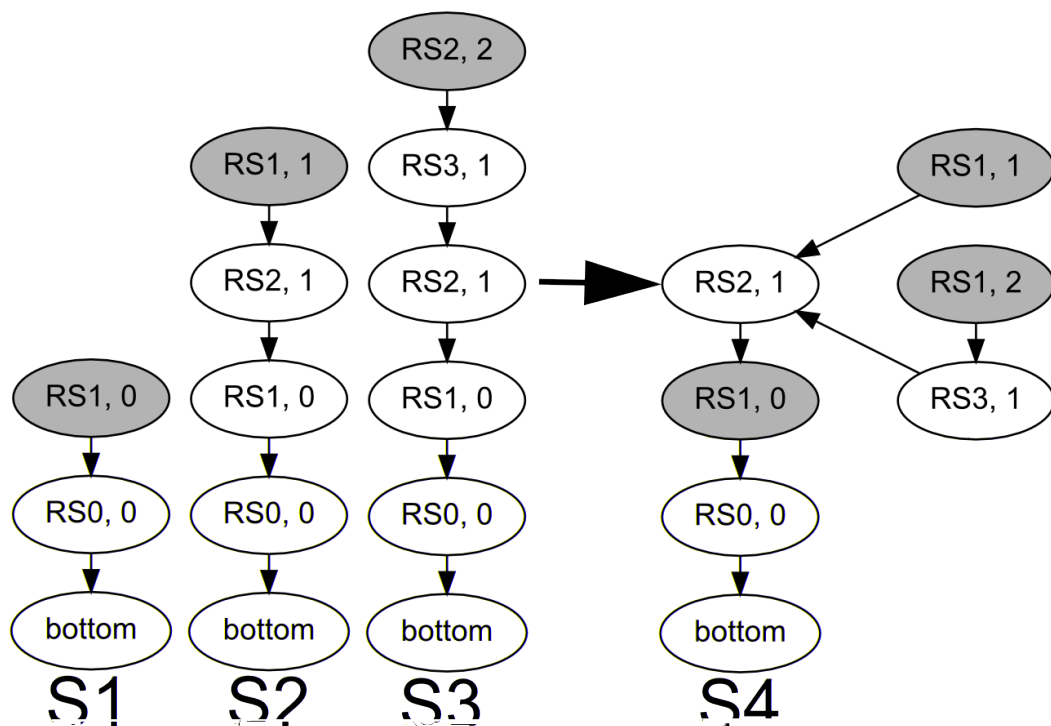 RS2, 2
RS1, 1
RS3, 1
RS1, 1
RS2, 1
RS2, 1
RS2, 1
RS1, 2
RS1, 0
RS1, 0
RS1, 0
RS1, 0
RS3, 1
RS0, 0
RS0, 0
RS0, 0
RS0, 0
bottom
bottom
bottom
bottom
S1
S2
S3
S4